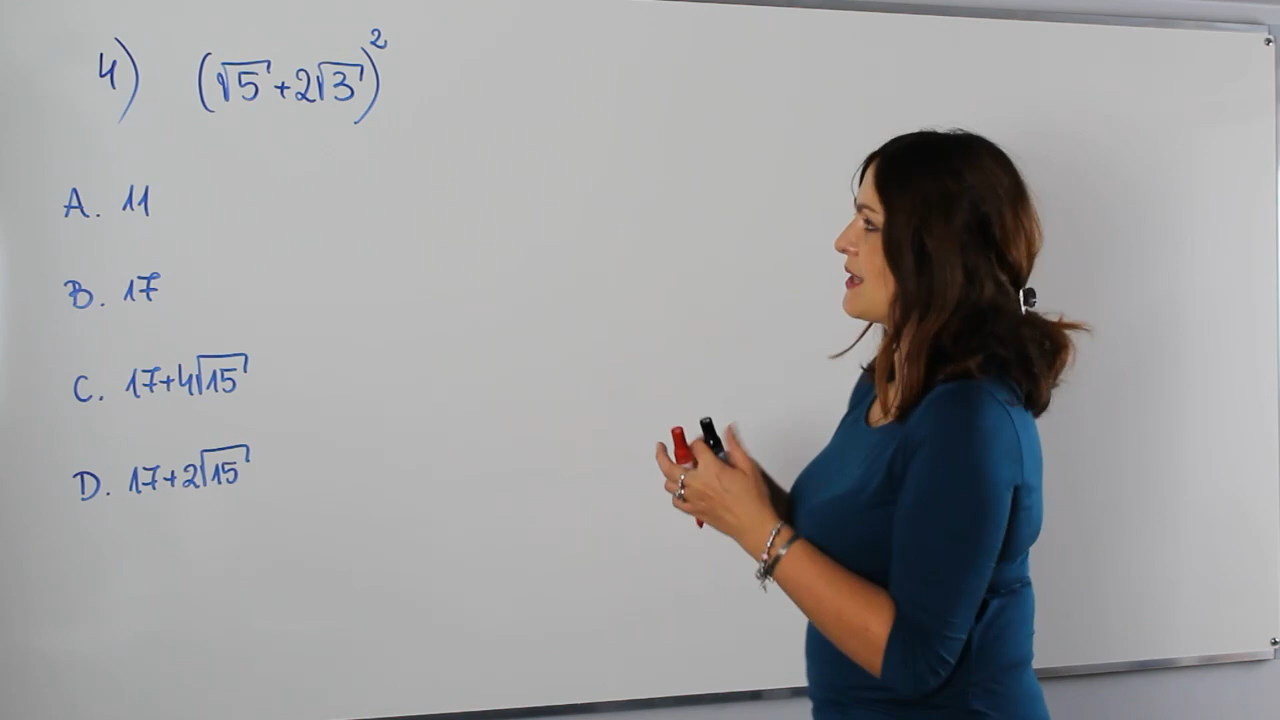 4) (√5+2√3)²
A. 11
B. 17
C. 17+4√15
D. 17+2√15